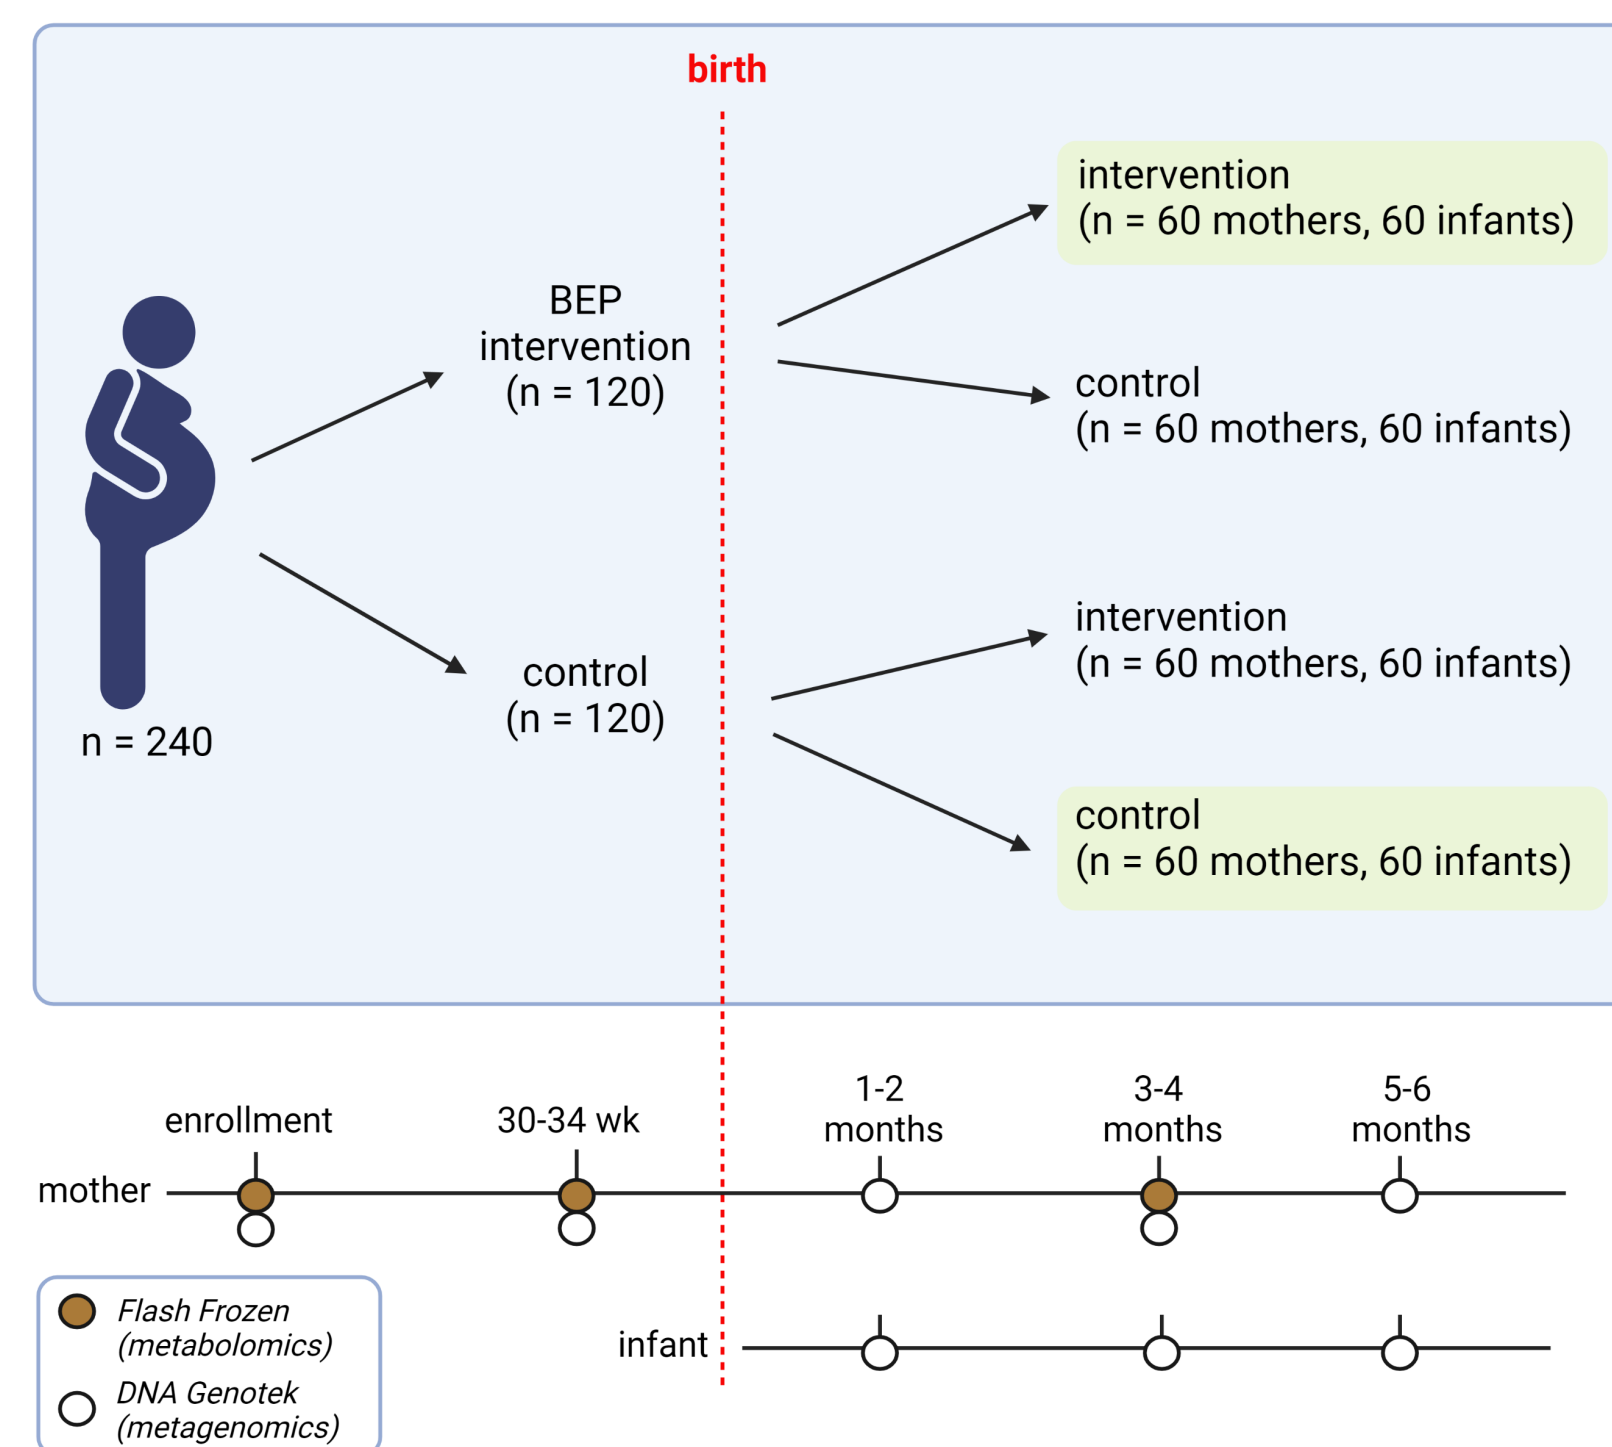 birth
intervention
(n = 60 mothers, 60 infants)
BEP
intervention
(n = 120)
control
(n = 60 mothers, 60 infants)
intervention
(n = 60 mothers, 60 infants)
control
(n = 120)
n = 240
control
(n = 60 mothers, 60 infants)
enrollment
30-34 wk
1-2
months
3-4
months
5-6
months
mother
infant
Flash Frozen
(metabolomics)
DNA Genotek
(metagenomics)